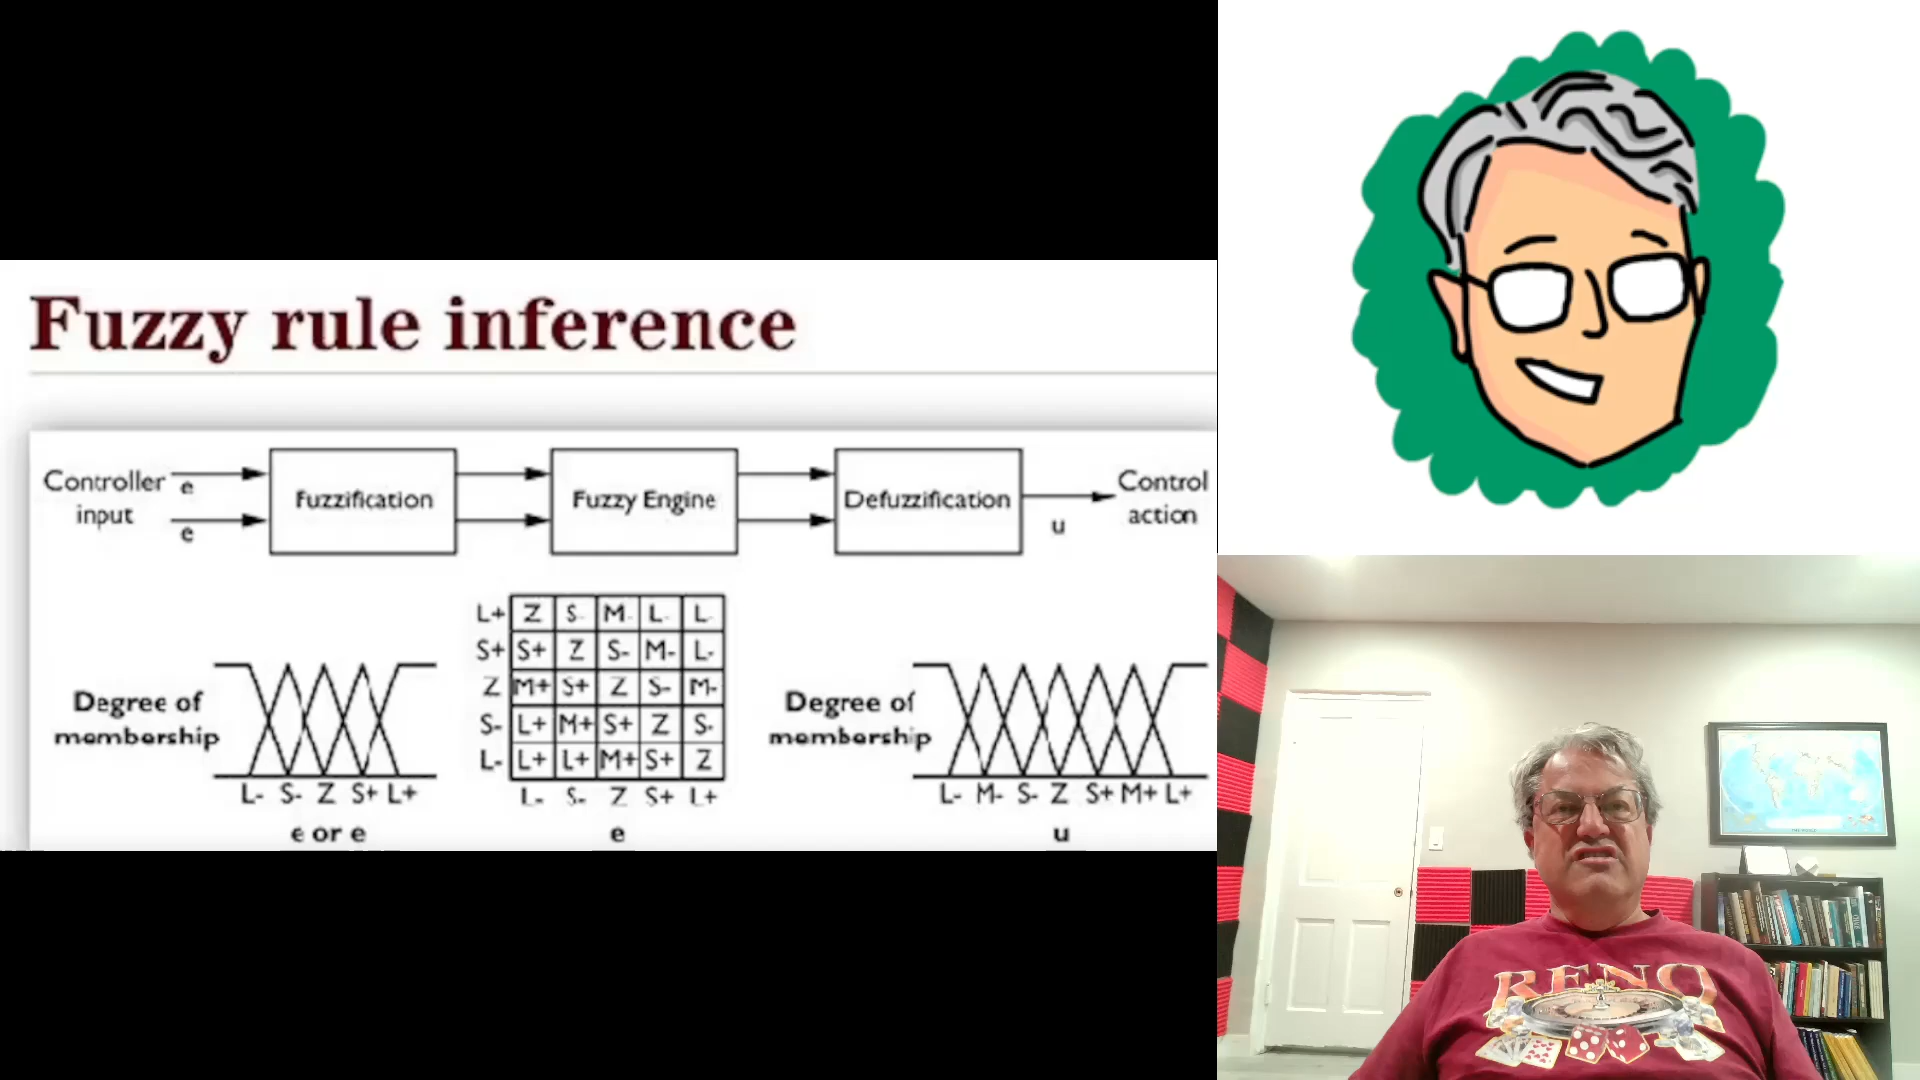 Fuzzy rule inference
Controller
input
e
e
Fuzzification
Fuzzy Engine
Defuzzification
u
Control
action
L+ Z S- M- L- L
S+ S+ Z S- M- L-
Z M+ S+ Z S- M-
S- L+ M+ S+ Z S-
L- L+ L+ M+ S+ Z
L- S- Z S+ L+
e
Degree of
membership
L- S- Z S+ L+
e or e
Degree of
membership
L- M- S- Z S+ M+ L+
u
RENO